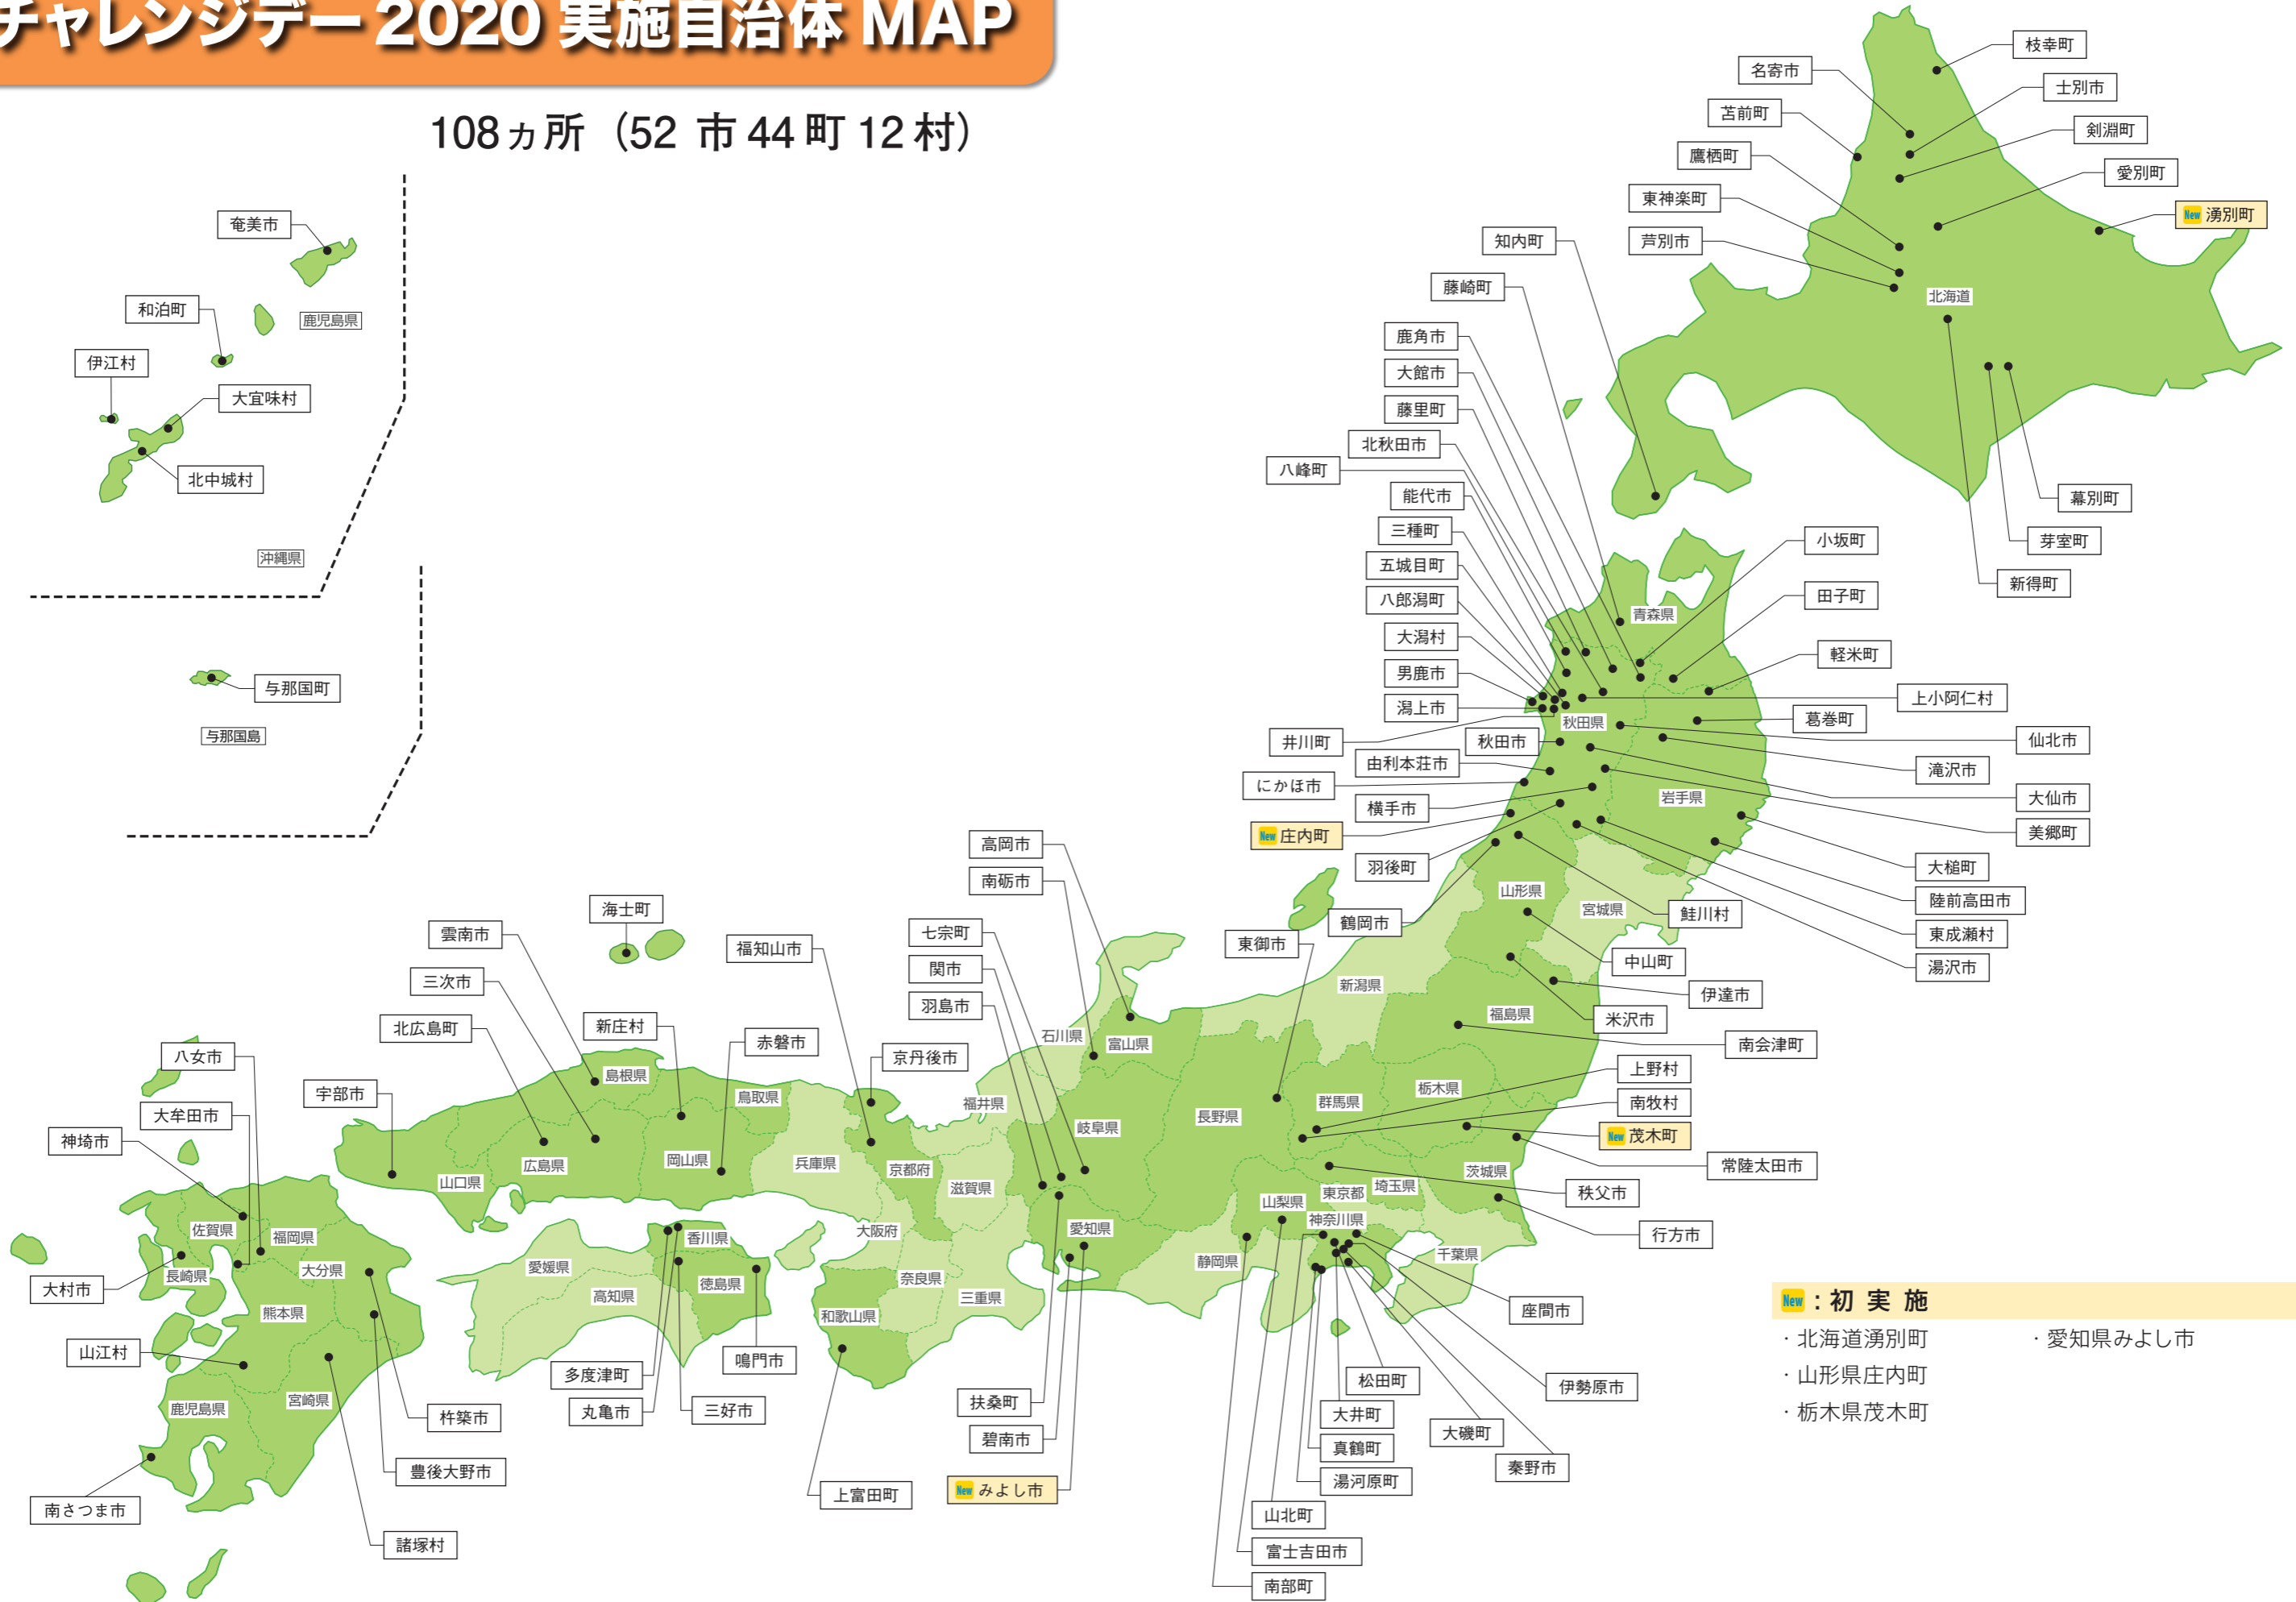 チャレンジデー2020 実施自治体 MAP
108ヵ所（52 市 44 町 12 村）
奄美市
和泊町
鹿児島県
伊江村
大宜味村
北中城村
沖縄県
与那国町
与那国島
枝幸町
名寄市
士別市
苫前町
剣淵町
鷹栖町
愛別町
東神楽町
New 湧別町
芦別市
知内町
北海道
藤崎町
鹿角市
大館市
藤里町
北秋田市
八峰町
能代市
三種町
五城目町
八郎潟町
大潟村
男鹿市
潟上市
井川町
秋田市
由利本荘市
にかほ市
横手市
New 庄内町
羽後町
鶴岡市
幕別町
芽室町
新得町
小坂町
田子町
青森県
軽米町
上小阿仁村
葛巻町
秋田県
仙北市
滝沢市
岩手県
大仙市
美郷町
大槌町
陸前高田市
東成瀬村
湯沢市
山形県
宮城県
鮭川村
中山町
伊達市
米沢市
福島県
南会津町
新潟県
東御市
高岡市
南砺市
七宗町
関市
羽島市
石川県
富山県
福井県
岐阜県
長野県
群馬県
栃木県
上野村
南牧村
New 茂木町
常陸太田市
茨城県
秩父市
行方市
埼玉県
東京都
山梨県
神奈川県
千葉県
静岡県
愛知県
座間市
伊勢原市
秦野市
大磯町
松田町
大井町
真鶴町
湯河原町
山北町
富士吉田市
南部町
扶桑町
碧南市
New みよし市
海士町
雲南市
三次市
北広島町
新庄村
赤磐市
福知山市
京丹後市
島根県
鳥取県
岡山県
広島県
山口県
兵庫県
京都府
滋賀県
大阪府
奈良県
三重県
和歌山県
上富田町
香川県
徳島県
愛媛県
高知県
多度津町
丸亀市
三好市
鳴門市
宇部市
八女市
大牟田市
神埼市
佐賀県
福岡県
長崎県
大分県
熊本県
大村市
山江村
宮崎県
鹿児島県
杵築市
豊後大野市
南さつま市
諸塚村
New：初 実 施
・北海道湧別町
・愛知県みよし市
・山形県庄内町
・栃木県茂木町